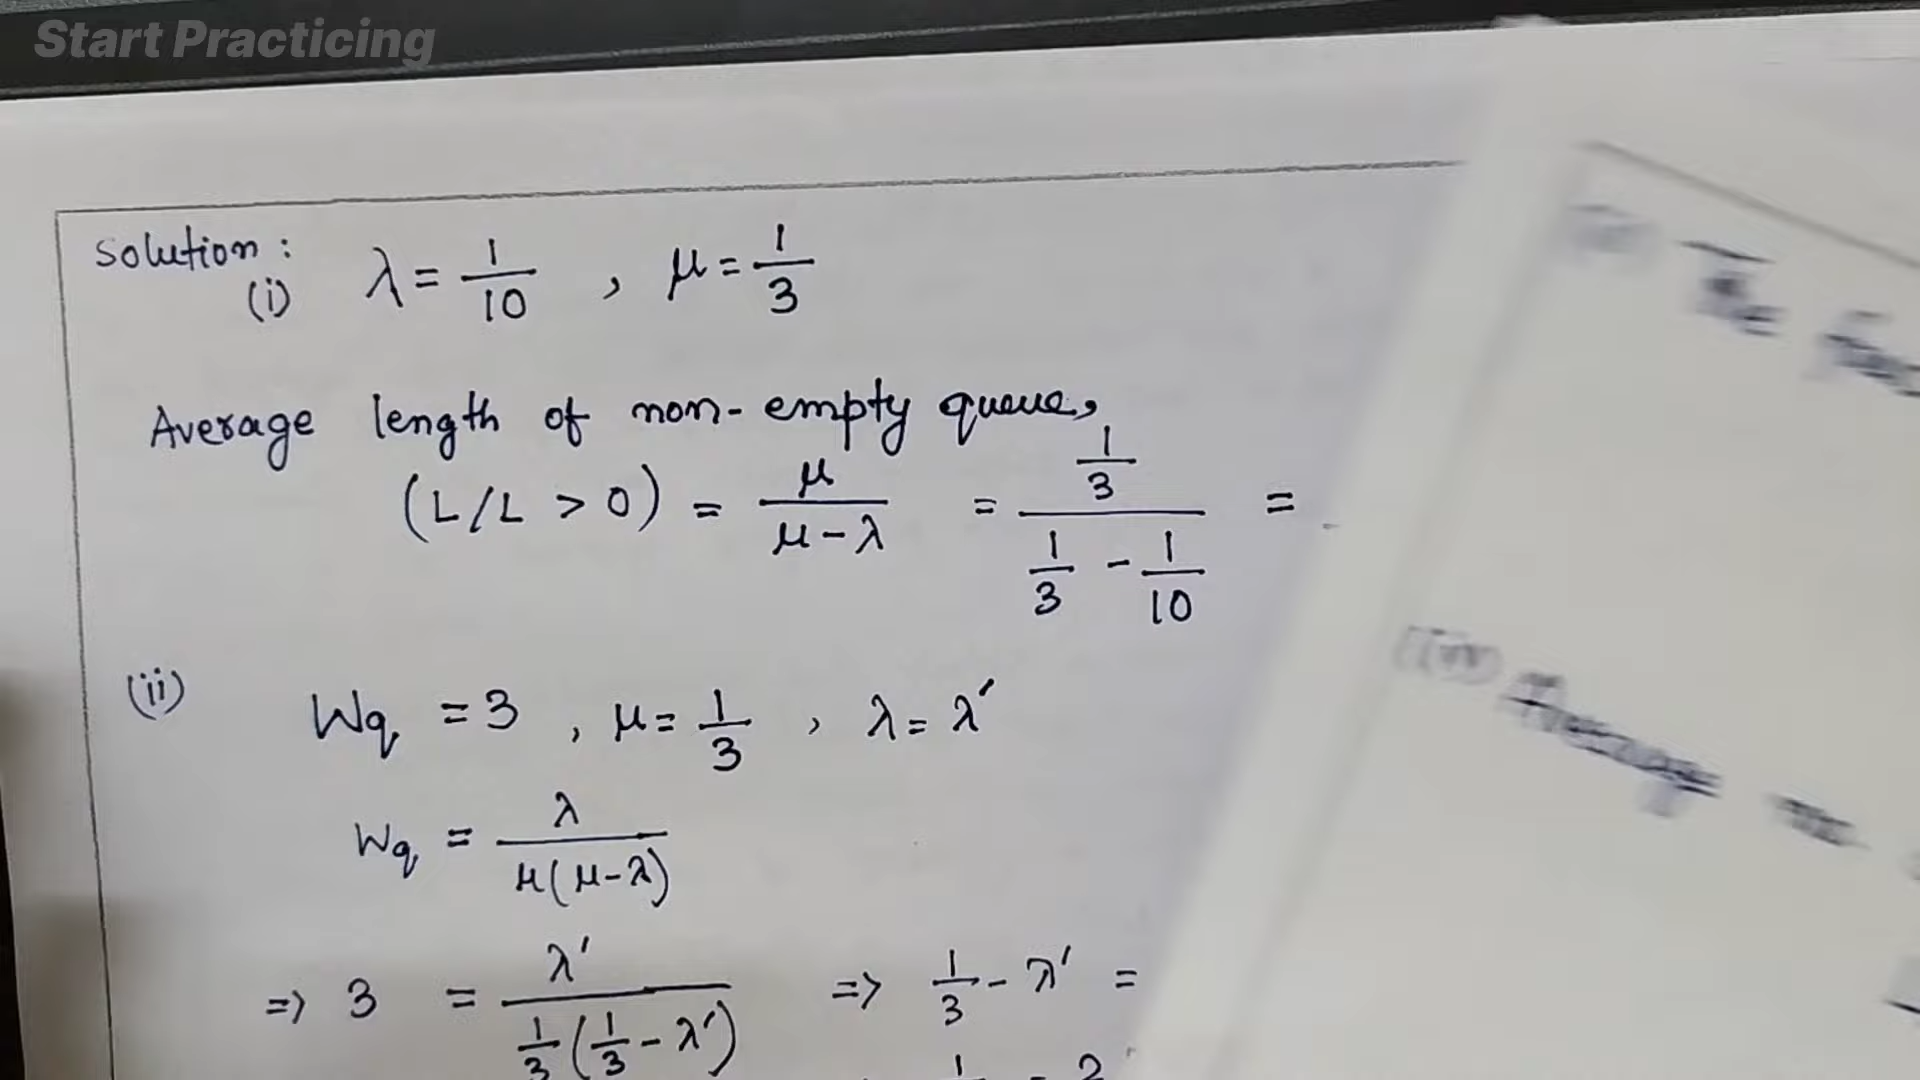 Start Practicing
Solution:
(i) λ = 1/10 , μ = 1/3
Average length of non-empty queue,
(L/L > 0) = μ/(μ-λ) = (1/3)/(1/3 - 1/10) =
(ii) Wq = 3 , μ = 1/3 , λ = λ′
Wq = λ/(μ(μ-λ))
=> 3 = λ′/(1/3(1/3 - λ′)) => 1/3 - λ′ =